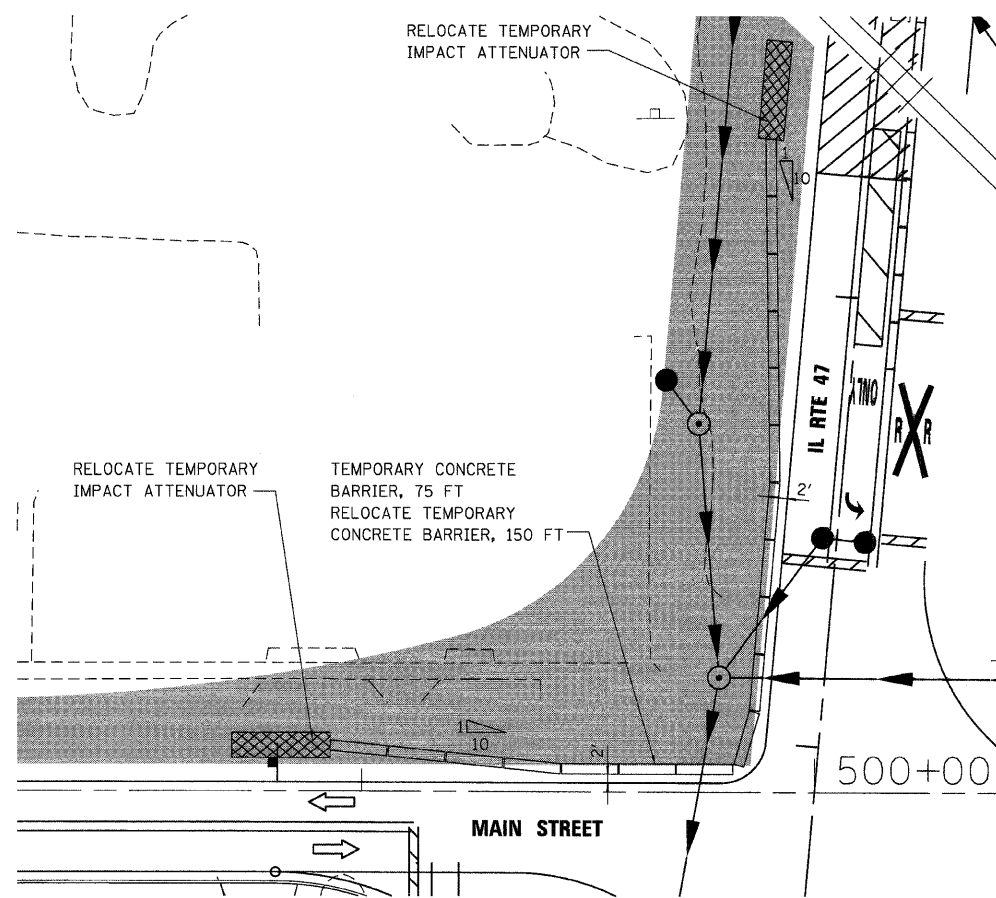 RELOCATE TEMPORARY
IMPACT ATTENUATOR
1
10
IL RTE 47
ONLY
R R
RELOCATE TEMPORARY
IMPACT ATTENUATOR
TEMPORARY CONCRETE
BARRIER, 75 FT
RELOCATE TEMPORARY
CONCRETE BARRIER, 150 FT
2'
1
10
2'
500+00
MAIN STREET